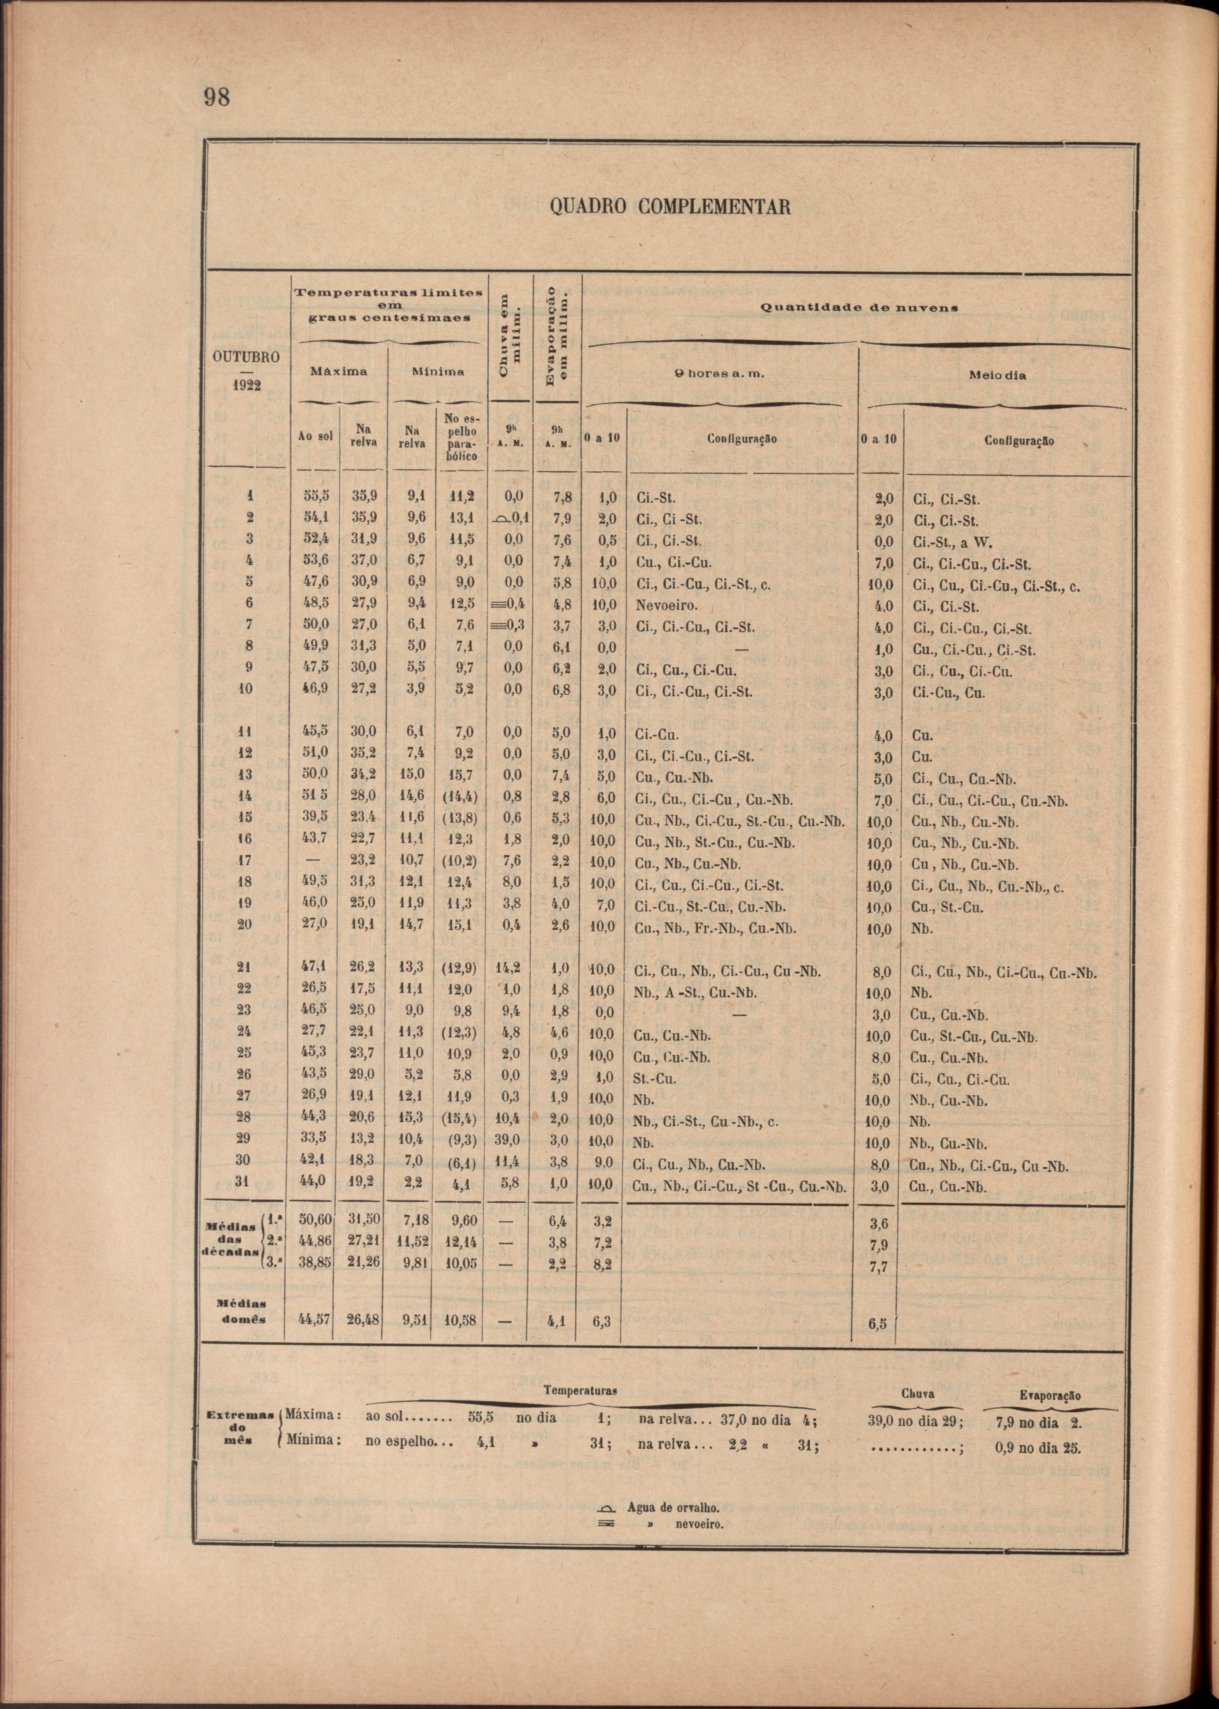 98
QUADRO COMPLEMENTAR
OUTUBRO
—
1922
Temperaturas limites
em
graus centesimaes
Chuva em
milim.
Evaporação
em milim.
Quantidade de nuvens
Máxima Mínima 9 horas a. m. Meio dia
Ao sol Na relva Na relva No es-pelho para-bólico 9h A. M. 9h A. M. 0 a 10 Configuração 0 a 10 Configuração
1 55,5 35,9 9,1 11,2 0,0 7,8 1,0 Ci.-St. 2,0 Ci., Ci.-St.
2 54,1 35,9 9,6 13,1 ⌓0,1 7,9 2,0 Ci., Ci -St. 2,0 Ci., Ci.-St.
3 52,4 31,9 9,6 11,5 0,0 7,6 0,5 Ci., Ci.-St. 0,0 Ci.-St., a W.
4 53,6 37,0 6,7 9,1 0,0 7,4 1,0 Cu., Ci.-Cu. 7,0 Ci., Ci.-Cu., Ci.-St.
5 47,6 30,9 6,9 9,0 0,0 5,8 10,0 Ci., Ci.-Cu., Ci.-St., c. 10,0 Ci., Cu., Ci.-Cu., Ci.-St., c.
6 48,5 27,9 9,4 12,5 ≡0,4 4,8 10,0 Nevoeiro. 4,0 Ci., Ci.-St.
7 50,0 27,0 6,1 7,6 ≡0,3 3,7 3,0 Ci., Ci.-Cu., Ci.-St. 4,0 Ci., Ci.-Cu., Ci.-St.
8 49,9 31,3 5,0 7,1 0,0 6,1 0,0 — 1,0 Cu., Ci.-Cu., Ci.-St.
9 47,5 30,0 5,5 9,7 0,0 6,2 2,0 Ci., Cu., Ci.-Cu. 3,0 Ci., Cu., Ci.-Cu.
10 46,9 27,2 3,9 5,2 0,0 6,8 3,0 Ci., Ci.-Cu., Ci.-St. 3,0 Ci.-Cu., Cu.
11 45,5 30,0 6,1 7,0 0,0 5,0 1,0 Ci.-Cu. 4,0 Cu.
12 51,0 35,2 7,4 9,2 0,0 5,0 3,0 Ci., Ci.-Cu., Ci.-St. 3,0 Cu.
13 50,0 34,2 15,0 15,7 0,0 7,4 5,0 Cu., Cu.-Nb. 5,0 Ci., Cu., Cu.-Nb.
14 51 5 28,0 14,6 (14,4) 0,8 2,8 6,0 Ci., Cu., Ci.-Cu , Cu.-Nb. 7,0 Ci., Cu., Ci.-Cu., Cu.-Nb.
15 39,5 23,4 11,6 (13,8) 0,6 5,3 10,0 Cu., Nb., Ci.-Cu., St.-Cu., Cu.-Nb. 10,0 Cu., Nb., Cu.-Nb.
16 43,7 22,7 11,1 12,3 1,8 2,0 10,0 Cu., Nb., St.-Cu., Cu.-Nb. 10,0 Cu., Nb., Cu.-Nb.
17 — 23,2 10,7 (10,2) 7,6 2,2 10,0 Cu., Nb., Cu.-Nb. 10,0 Cu , Nb., Cu.-Nb.
18 49,5 31,3 12,1 12,4 8,0 1,5 10,0 Ci., Cu., Ci.-Cu., Ci.-St. 10,0 Ci., Cu., Nb., Cu.-Nb., c.
19 46,0 25,0 11,9 11,3 3,8 4,0 7,0 Ci.-Cu., St.-Cu., Cu.-Nb. 10,0 Cu., St.-Cu.
20 27,0 19,1 14,7 15,1 0,4 2,6 10,0 Cu., Nb., Fr.-Nb., Cu.-Nb. 10,0 Nb.
21 47,1 26,2 13,3 (12,9) 14,2 1,0 10,0 Ci., Cu., Nb., Ci.-Cu., Cu -Nb. 8,0 Ci., Cu., Nb., Ci.-Cu., Cu.-Nb.
22 26,5 17,5 11,1 12,0 1,0 1,8 10,0 Nb., A -St., Cu.-Nb. 10,0 Nb.
23 46,5 25,0 9,0 9,8 9,4 1,8 0,0 — 3,0 Cu., Cu.-Nb.
24 27,7 22,1 11,3 (12,3) 4,8 4,6 10,0 Cu., Cu.-Nb. 10,0 Cu., St.-Cu., Cu.-Nb.
25 45,3 23,7 11,0 10,9 2,0 0,9 10,0 Cu., Cu.-Nb. 8,0 Cu., Cu.-Nb.
26 43,5 29,0 5,2 5,8 0,0 2,9 1,0 St.-Cu. 5,0 Ci., Cu., Ci.-Cu.
27 26,9 19,1 12,1 11,9 0,3 1,9 10,0 Nb. 10,0 Nb., Cu.-Nb.
28 44,3 20,6 15,3 (15,4) 10,4 2,0 10,0 Nb., Ci.-St., Cu -Nb., c. 10,0 Nb.
29 33,5 13,2 10,4 (9,3) 39,0 3,0 10,0 Nb. 10,0 Nb., Cu.-Nb.
30 42,1 18,3 7,0 (6,1) 11,4 3,8 9,0 Ci., Cu., Nb., Cu.-Nb. 8,0 Cu., Nb., Ci.-Cu., Cu -Nb.
31 44,0 19,2 2,2 4,1 5,8 1,0 10,0 Cu., Nb., Ci.-Cu., St -Cu., Cu.-Nb. 3,0 Cu., Cu.-Nb.
Médias das décadas
1.ª 50,60 31,50 7,18 9,60 — 6,4 3,2 3,6
2.ª 44,86 27,21 11,52 12,14 — 3,8 7,2 7,9
3.ª 38,85 21,26 9,81 10,05 — 2,2 8,2 7,7
Médias
do mês 44,57 26,48 9,51 10,58 — 4,1 6,3 6,5
Temperaturas Chuva Evaporação
Extremas do mês
Máxima: ao sol....... 55,5 no dia 1; na relva... 37,0 no dia 4; 39,0 no dia 29; 7,9 no dia 2.
Mínima: no espelho... 4,1 » 31; na relva... 2,2 « 31; ............; 0,9 no dia 25.
⌓ Agua de orvalho.
≡ » nevoeiro.